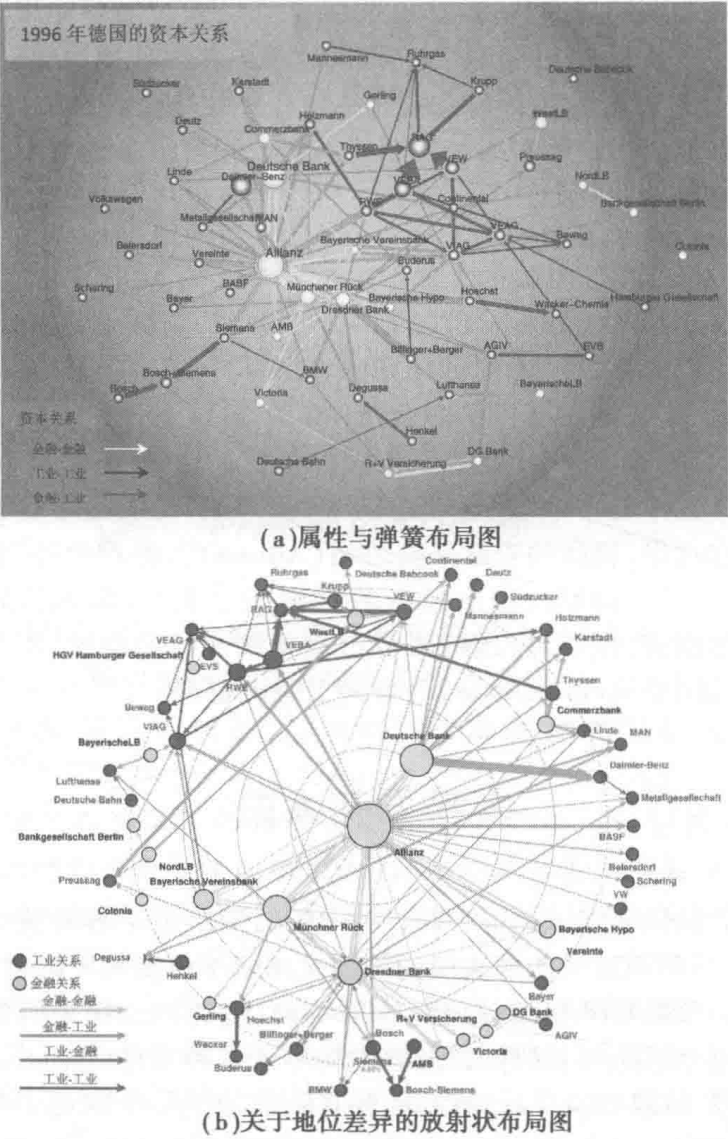 1996年德国的资本关系
Mannesmann
Ruhrgas
Südzucker
Karstadt
Gerling
Krupp
Deutsche Babcock
Deutz
Holzmann
Commerzbank
Thyssen
RAG
WestLB
Linde
Deutsche Bank
Daimler-Benz
VEBA
VEW
Preussag
NordLB
Volkswagen
Metallgesellschaft
MAN
RWE
Continental
Bankgesellschaft Berlin
Beiersdorf
Vereinte
Allianz
Bayerische Vereinsbank
VIAG
VEAG
Bewag
Colonia
Buderus
Schering
BASF
Bayer
Münchener Rück
Dresdner Bank
Bayerische Hypo
Hoechst
Wacker-Chemie
Hamburger Gesellschaft
Siemens
AMB
Bilfinger+Berger
AGIV
EVS
Bosch
Bosch-Siemens
BMW
Victoria
Degussa
Lufthansa
BayerischeLB
资本关系
金融-金融
工业-工业
金融-工业
Henkel
Deutsche Bahn
R+V Versicherung
DG Bank
(a)属性与弹簧布局图
Ruhrgas
Krupp
Deutsche Babcock
Continental
Deutz
Südzucker
RAG
VEW
WestLB
Mannesmann
Holzmann
Karstadt
VEAG
VEBA
HGV Hamburger Gesellschaft
EVS
RWE
Thyssen
Commerzbank
Bewag
VIAG
Deutsche Bank
Linde
MAN
BayerischeLB
Lufthansa
Daimler-Benz
Deutsche Bahn
Metallgesellschaft
Bankgesellschaft Berlin
BASF
Allianz
NordLB
Beiersdorf
Preussag
Bayerische Vereinsbank
Schering
VW
Colonia
Münchner Rück
Bayerische Hypo
Degussa
Henkel
Dresdner Bank
Vereinte
Bayer
工业关系
金融关系
金融-金融
金融-工业
工业-金融
工业-工业
Gerling
Hoechst
R+V Versicherung
DG Bank
AGIV
Wacker
Bilfinger+Berger
Bosch
Victoria
Buderus
Siemens
AMB
BMW
Bosch-Siemens
(b)关于地位差异的放射状布局图